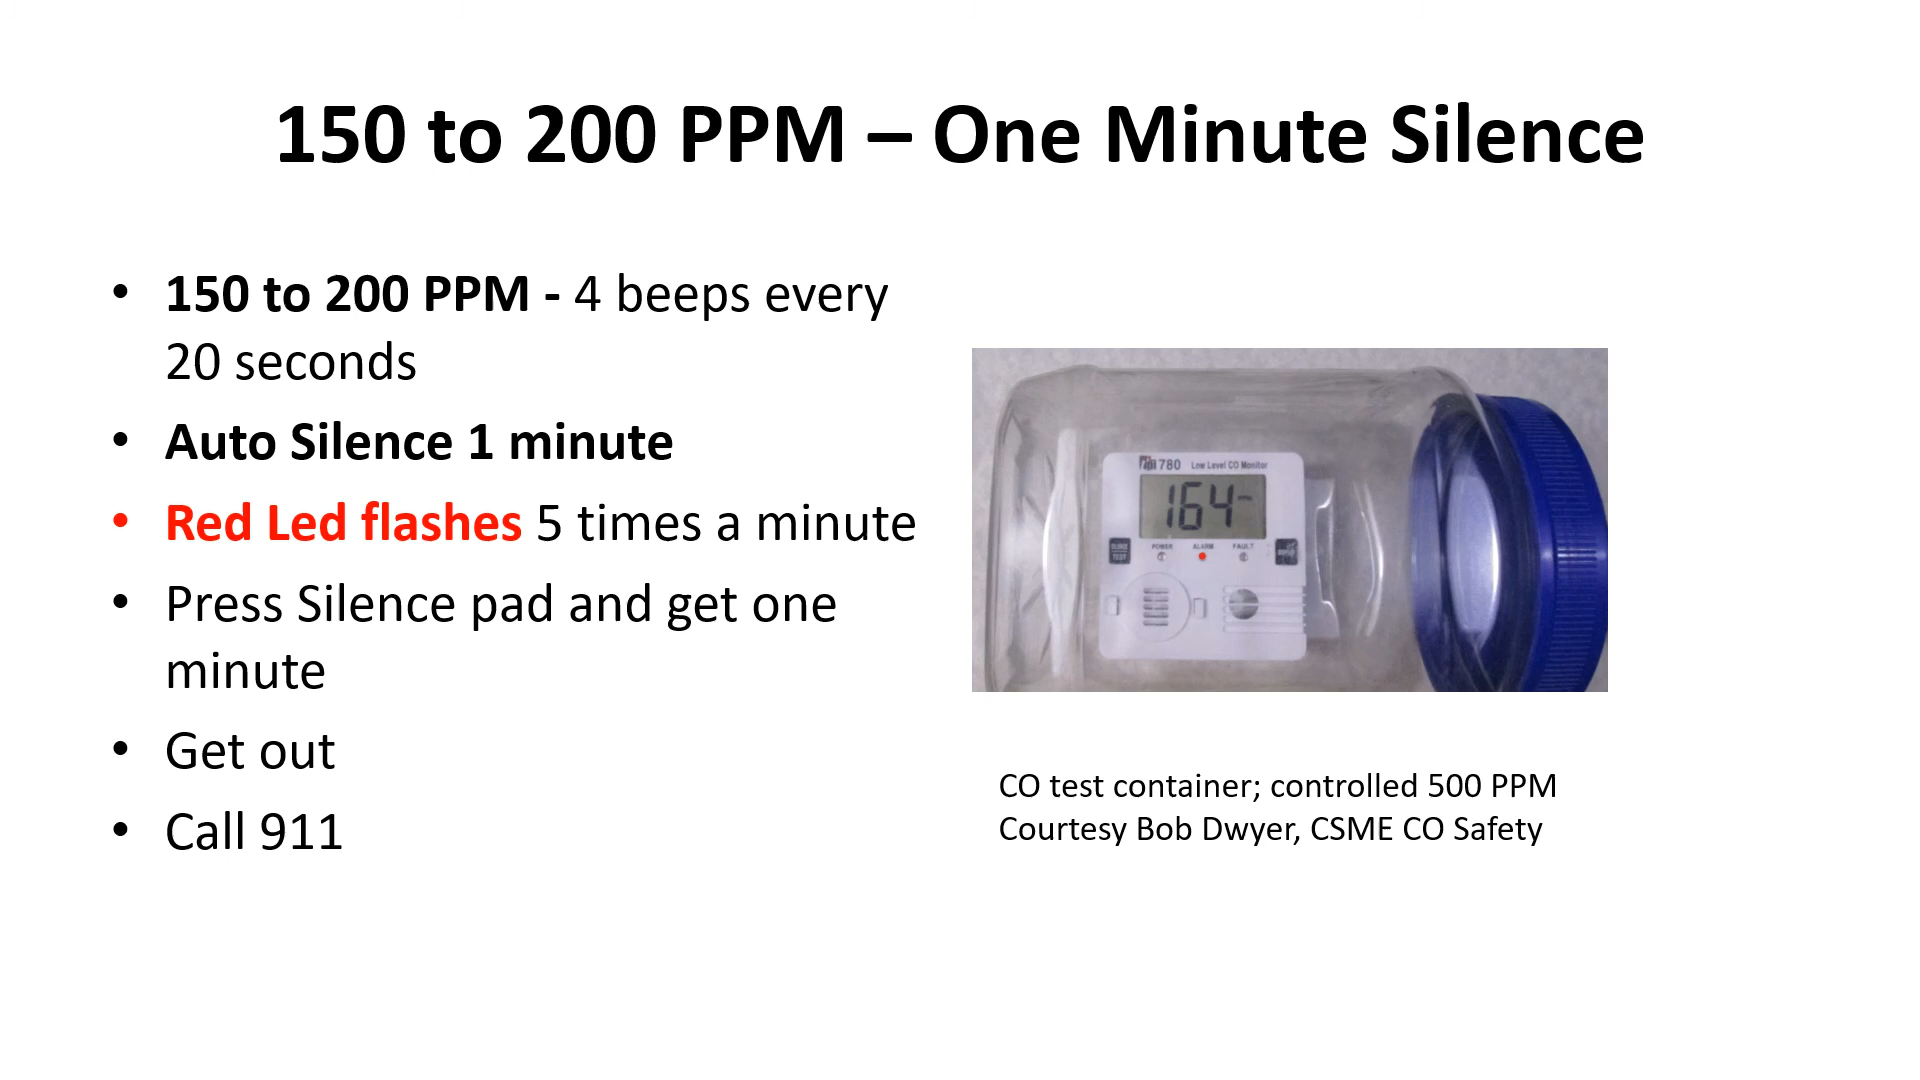 150 to 200 PPM – One Minute Silence
• 150 to 200 PPM - 4 beeps every
20 seconds
• Auto Silence 1 minute
• Red Led flashes 5 times a minute
• Press Silence pad and get one
minute
• Get out
• Call 911
780 Low Level CO Monitor
164
POWER ALARM FAULT
TEST
CO test container; controlled 500 PPM
Courtesy Bob Dwyer, CSME CO Safety